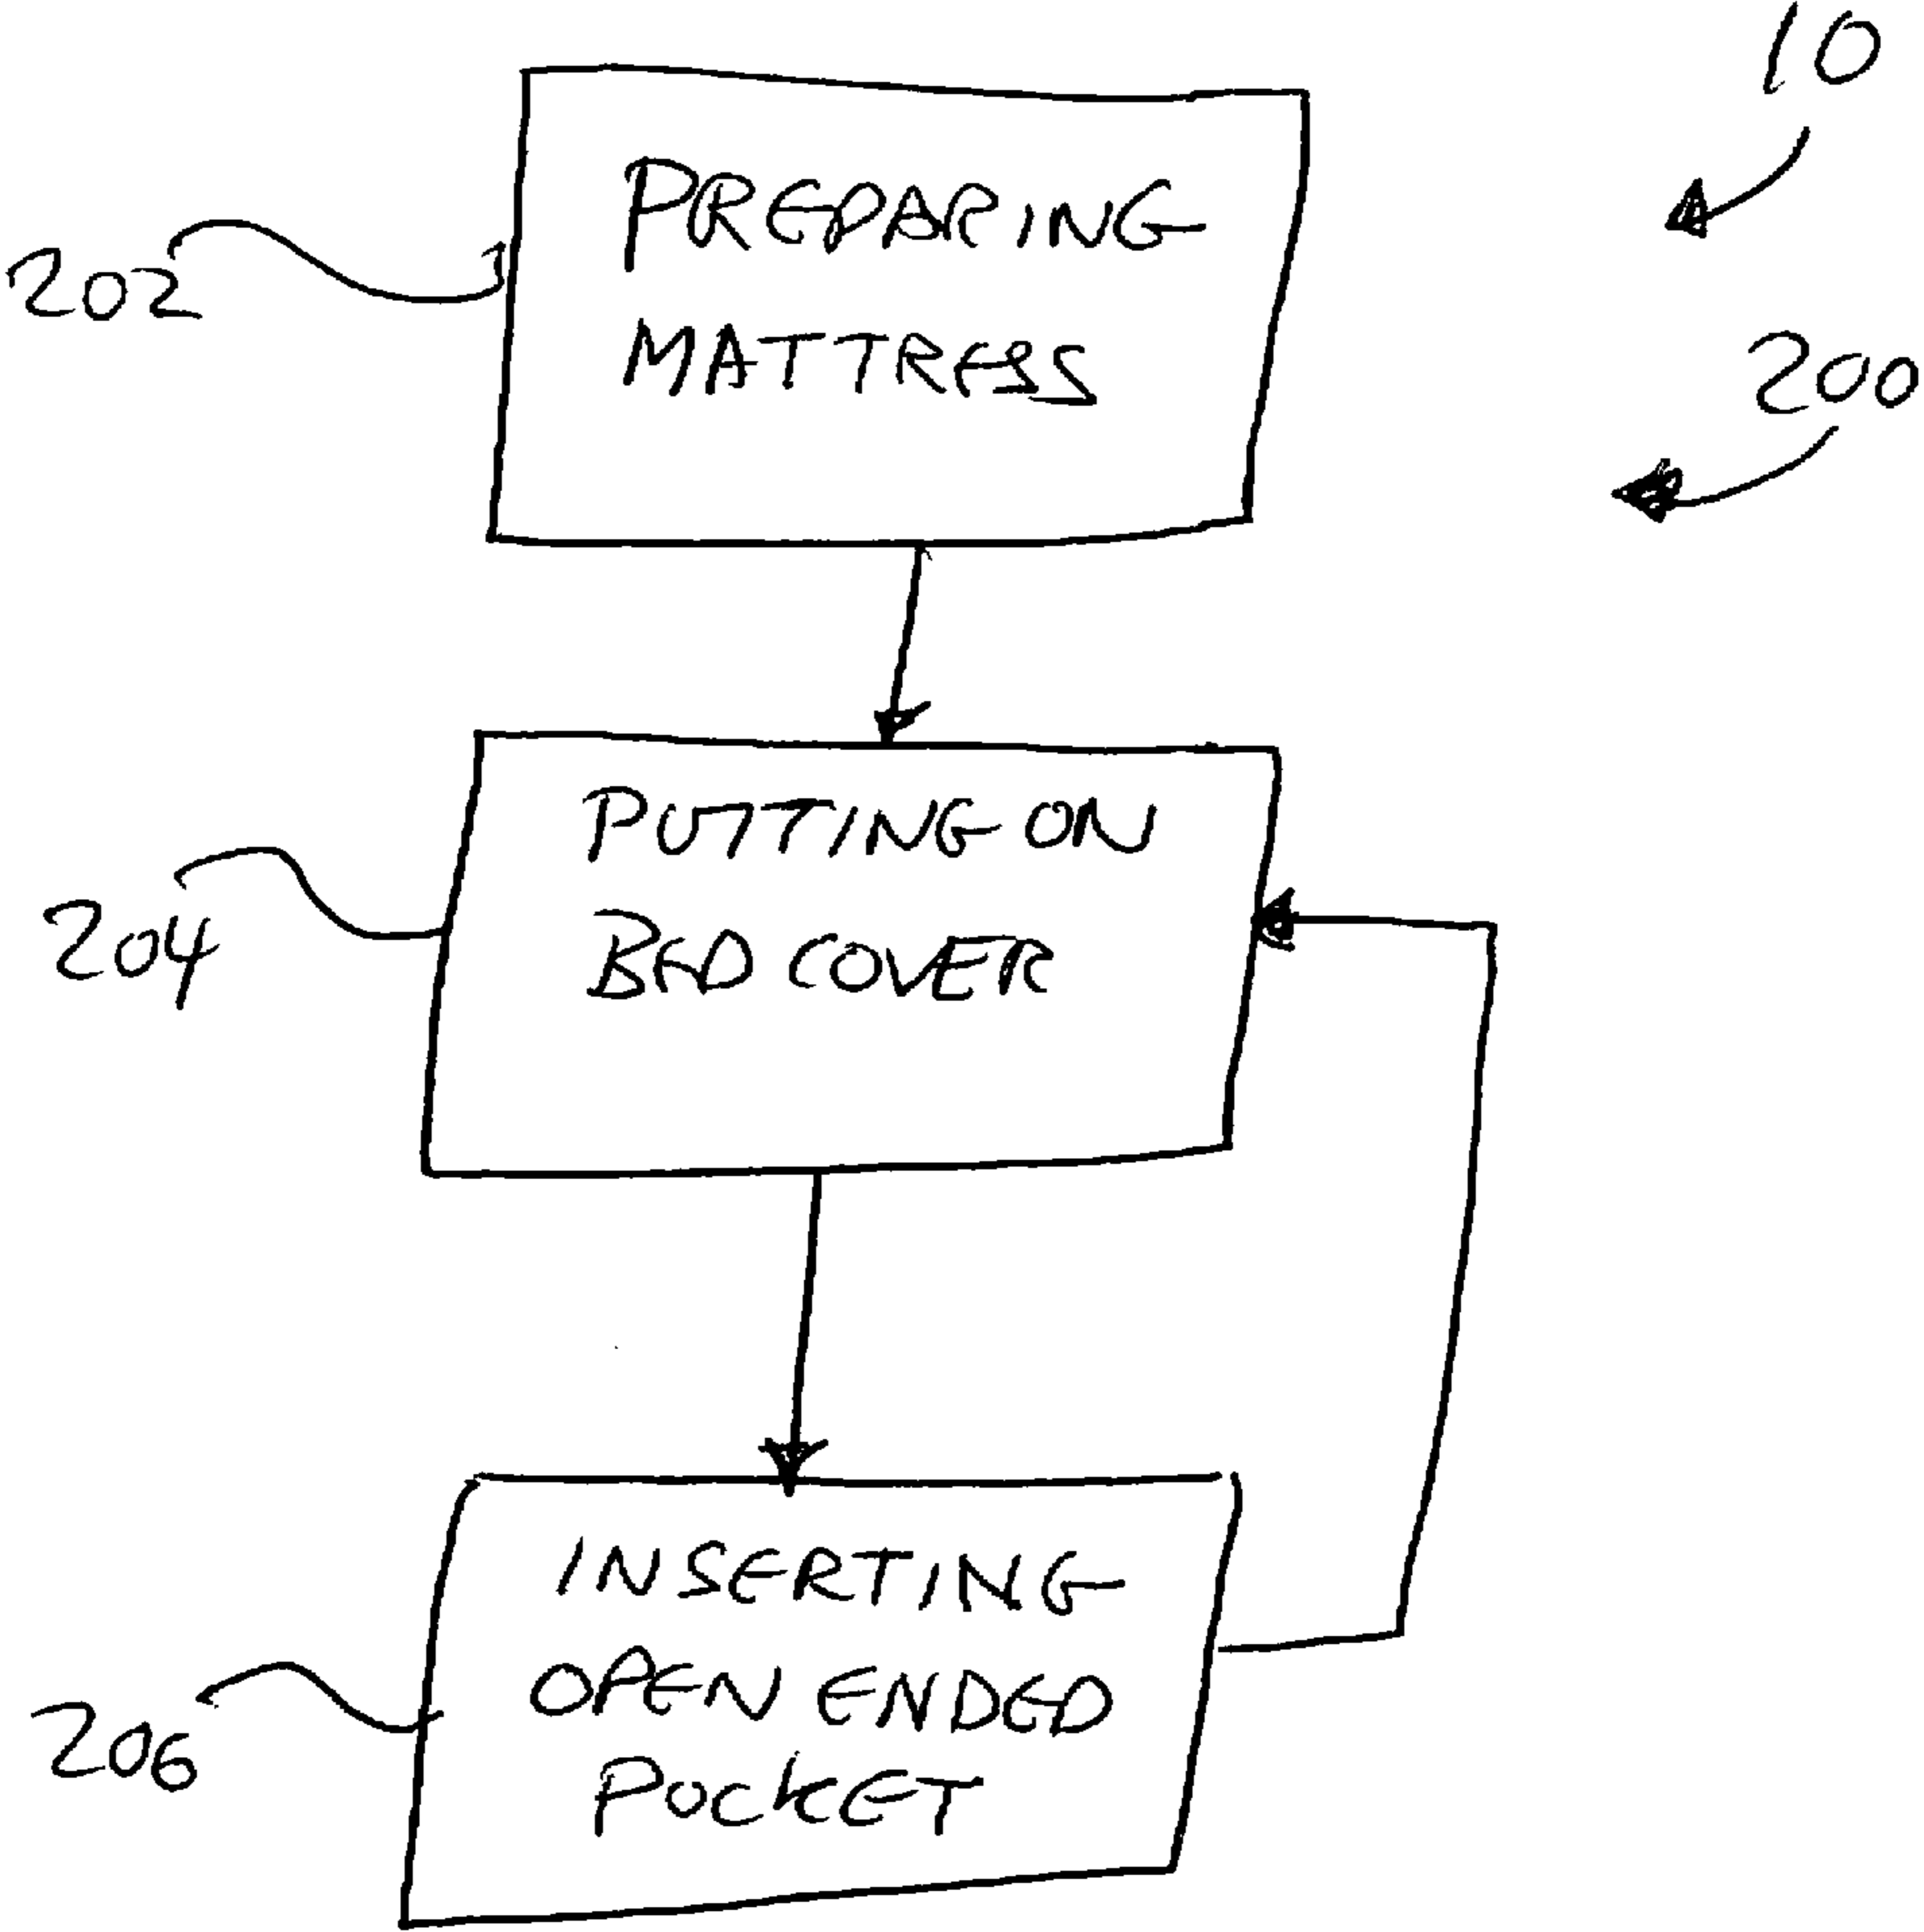 10
PREPARING
MATTRESS
202
200
PUTTING ON
BED COVER
204
INSERTING
OPEN ENDED
POCKET
206